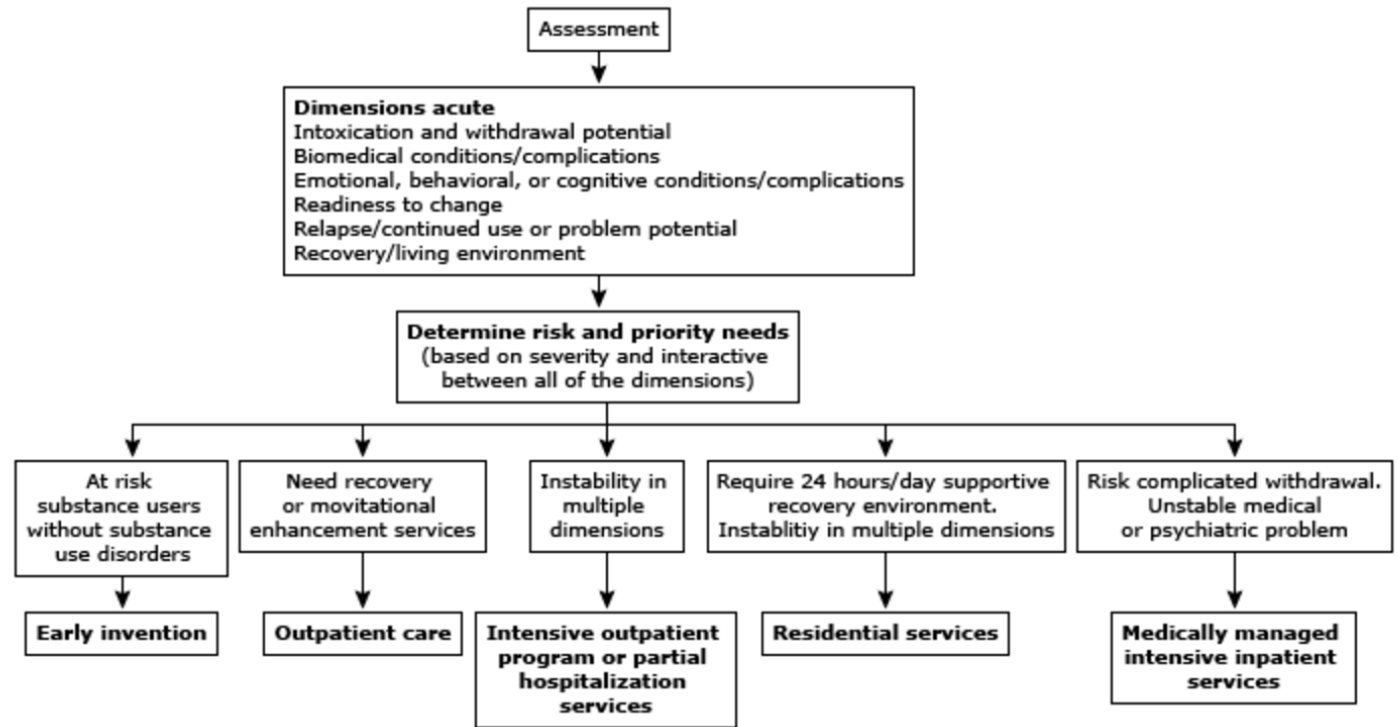 Assessment
Dimensions acute
Intoxication and withdrawal potential
Biomedical conditions/complications
Emotional, behavioral, or cognitive conditions/complications
Readiness to change
Relapse/continued use or problem potential
Recovery/living environment
Determine risk and priority needs
(based on severity and interactive
between all of the dimensions)
At risk
substance users
without substance
use disorders
Need recovery
or movitational
enhancement services
Instability in
multiple
dimensions
Require 24 hours/day supportive
recovery environment.
Instablitiy in multiple dimensions
Risk complicated withdrawal.
Unstable medical
or psychiatric problem
Early invention
Outpatient care
Intensive outpatient
program or partial
hospitalization
services
Residential services
Medically managed
intensive inpatient
services